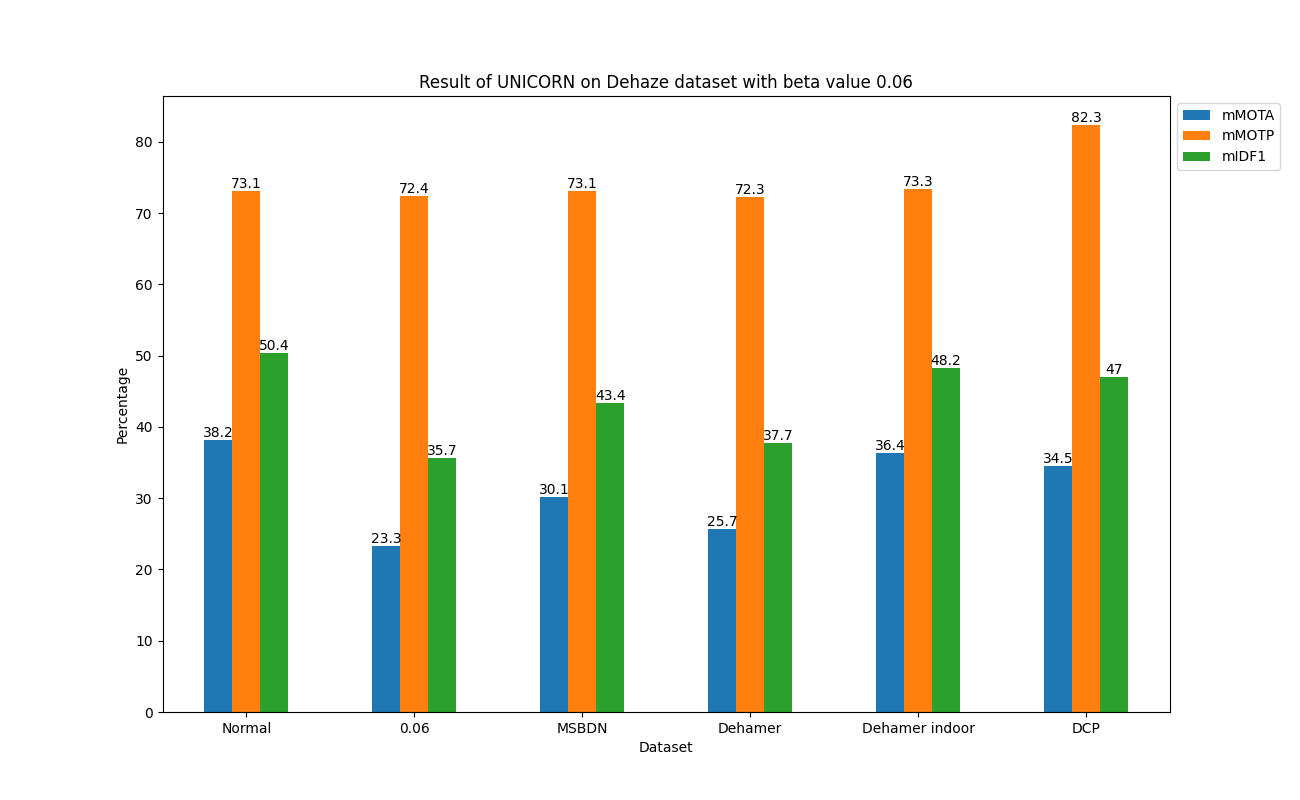 Result of UNICORN on Dehaze dataset with beta value 0.06
mMOTA
mMOTP
mIDF1
Percentage
80
70
60
50
40
30
20
10
0
38.2
73.1
50.4
23.3
72.4
35.7
30.1
73.1
43.4
25.7
72.3
37.7
36.4
73.3
48.2
34.5
82.3
47
Normal
0.06
MSBDN
Dehamer
Dehamer indoor
DCP
Dataset